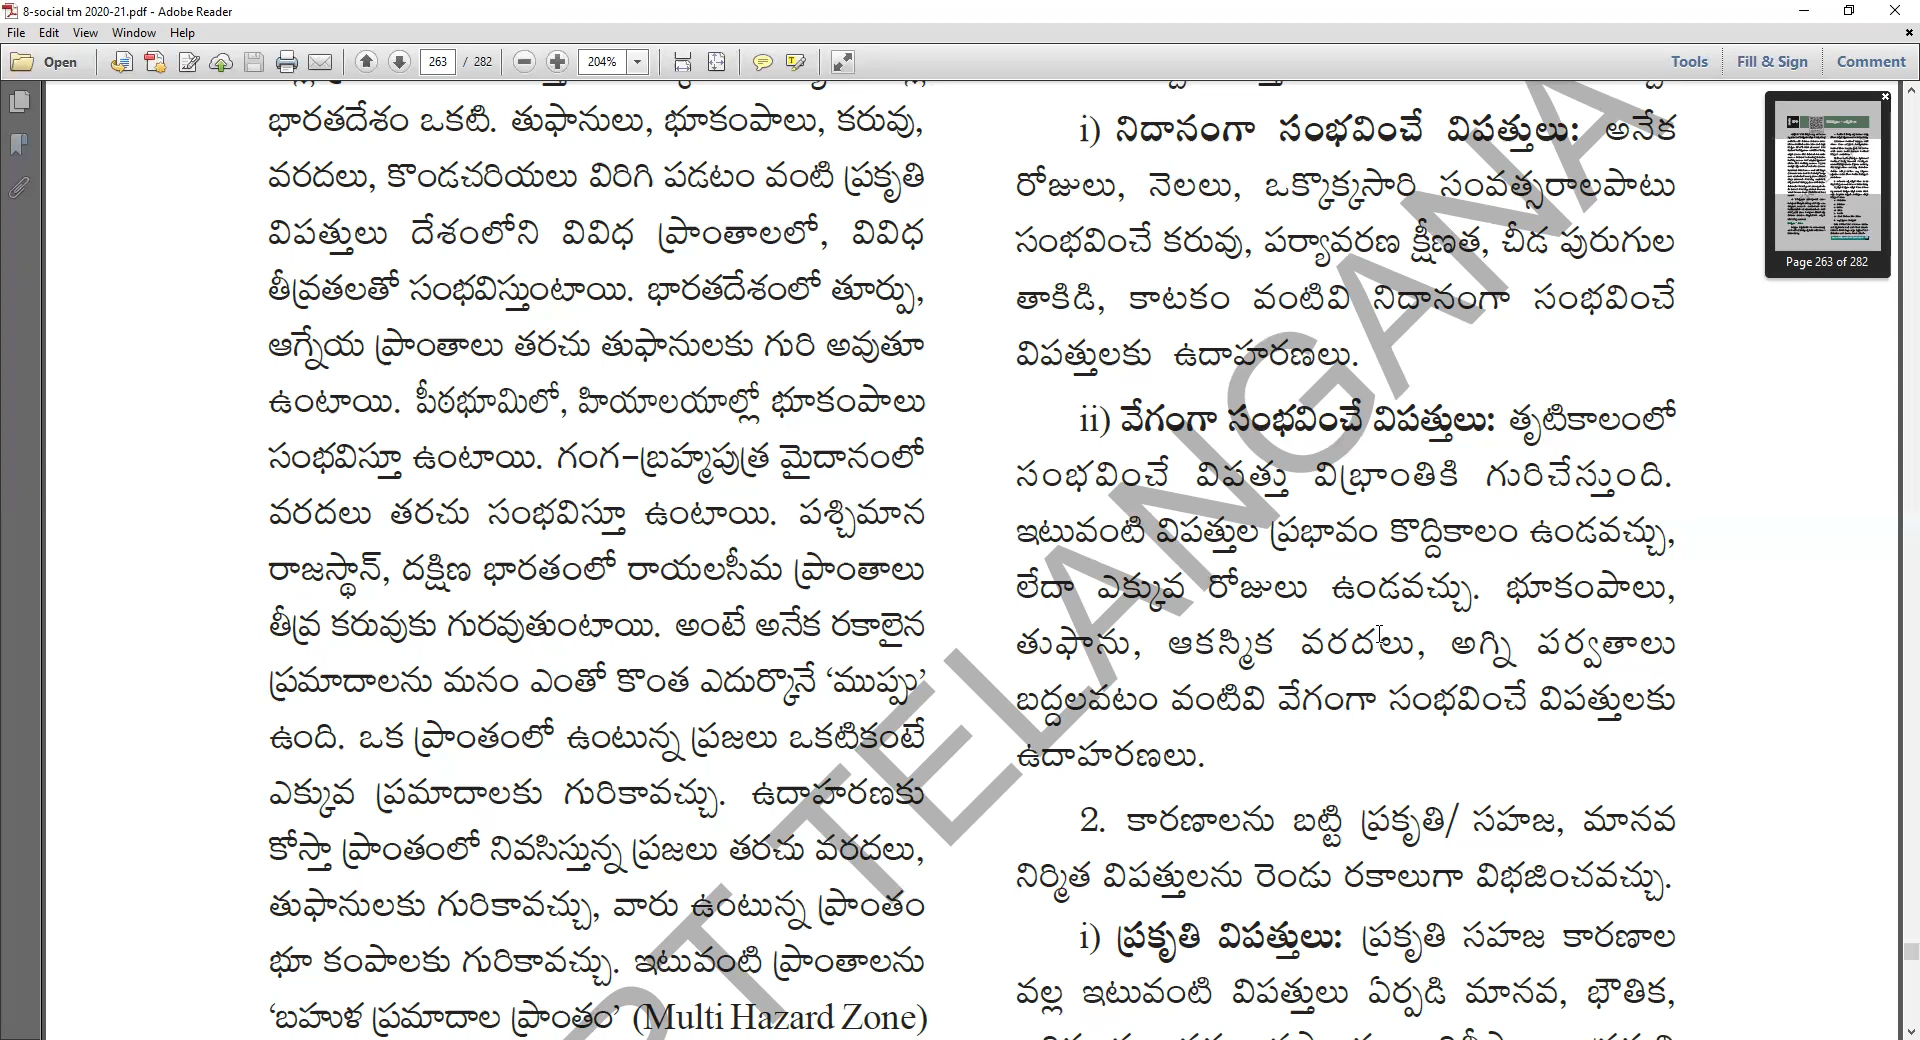 8-social tm 2020-21.pdf - Adobe Reader
File Edit View Window Help
Open 263 / 282 204% Tools Fill & Sign Comment
భారతదేశం ఒకటి. తుఫానులు, భూకంపాలు, కరువు,
వరదలు, కొండచరియలు విరిగి పడటం వంటి ప్రకృతి
విపత్తులు దేశంలోని వివిధ ప్రాంతాలలో, వివిధ
తీవ్రతలతో సంభవిస్తుంటాయి. భారతదేశంలో తూర్పు,
ఆగ్నేయ ప్రాంతాలు తరచు తుఫానులకు గురి అవుతూ
ఉంటాయి. పీఠభూమిలో, హియాలయాల్లో భూకంపాలు
సంభవిస్తూ ఉంటాయి. గంగ-బ్రహ్మపుత్ర మైదానంలో
వరదలు తరచు సంభవిస్తూ ఉంటాయి. పశ్చిమాన
రాజస్థాన్, దక్షిణ భారతంలో రాయలసీమ ప్రాంతాలు
తీవ్ర కరువుకు గురవుతుంటాయి. అంటే అనేక రకాలైన
ప్రమాదాలను మనం ఎంతో కొంత ఎదుర్కొనే ‘ముప్పు’
ఉంది. ఒక ప్రాంతంలో ఉంటున్న ప్రజలు ఒకటికంటే
ఎక్కువ ప్రమాదాలకు గురికావచ్చు. ఉదాహరణకు
కోస్తా ప్రాంతంలో నివసిస్తున్న ప్రజలు తరచు వరదలు,
తుఫానులకు గురికావచ్చు, వారు ఉంటున్న ప్రాంతం
భూ కంపాలకు గురికావచ్చు. ఇటువంటి ప్రాంతాలను
‘బహుళ ప్రమాదాల ప్రాంతం’ (Multi Hazard Zone)
i) నిదానంగా సంభవించే విపత్తులు: అనేక
రోజులు, నెలలు, ఒక్కొక్కసారి సంవత్సరాలపాటు
సంభవించే కరువు, పర్యావరణ క్షీణత, చీడ పురుగుల
తాకిడి, కాటకం వంటివి నిదానంగా సంభవించే
విపత్తులకు ఉదాహరణలు.
ii) వేగంగా సంభవించే విపత్తులు: తృటికాలంలో
సంభవించే విపత్తు విభ్రాంతికి గురిచేస్తుంది.
ఇటువంటి విపత్తుల ప్రభావం కొద్దికాలం ఉండవచ్చు,
లేదా ఎక్కువ రోజులు ఉండవచ్చు. భూకంపాలు,
తుఫాను, ఆకస్మిక వరదలు, అగ్ని పర్వతాలు
బద్దలవటం వంటివి వేగంగా సంభవించే విపత్తులకు
ఉదాహరణలు.
2. కారణాలను బట్టి ప్రకృతి/ సహజ, మానవ
నిర్మిత విపత్తులను రెండు రకాలుగా విభజించవచ్చు.
i) ప్రకృతి విపత్తులు: ప్రకృతి సహజ కారణాల
వల్ల ఇటువంటి విపత్తులు ఏర్పడి మానవ, భౌతిక,
PT TELANGANA
Page 263 of 282